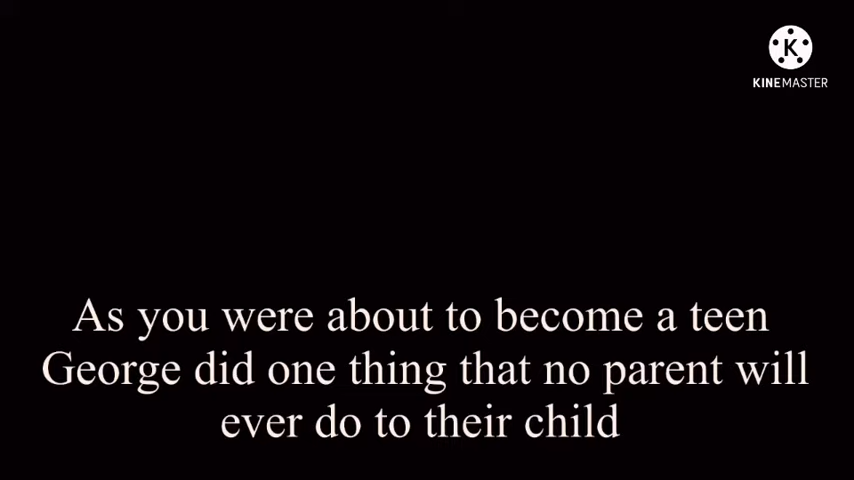 K
KINEMASTER
As you were about to become a teen
George did one thing that no parent will
ever do to their child